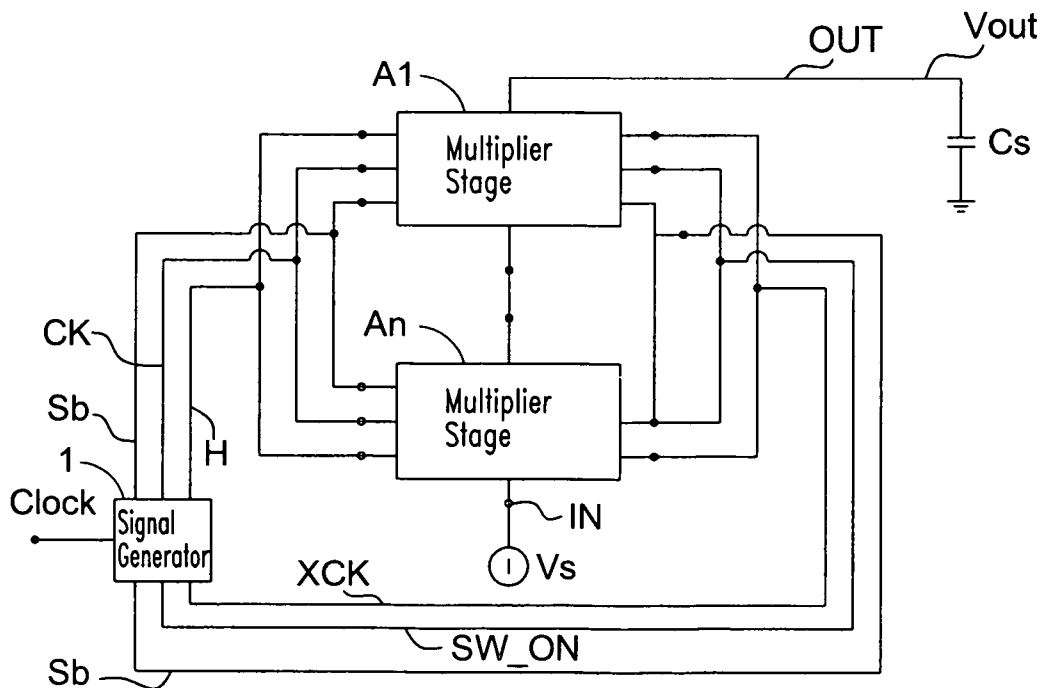 OUT
Vout
A1
Multiplier
Stage
Cs
An
CK
Multiplier
Stage
Sb
H
1
Clock
Signal
Generator
IN
Vs
XCK
SW_ON
Sb